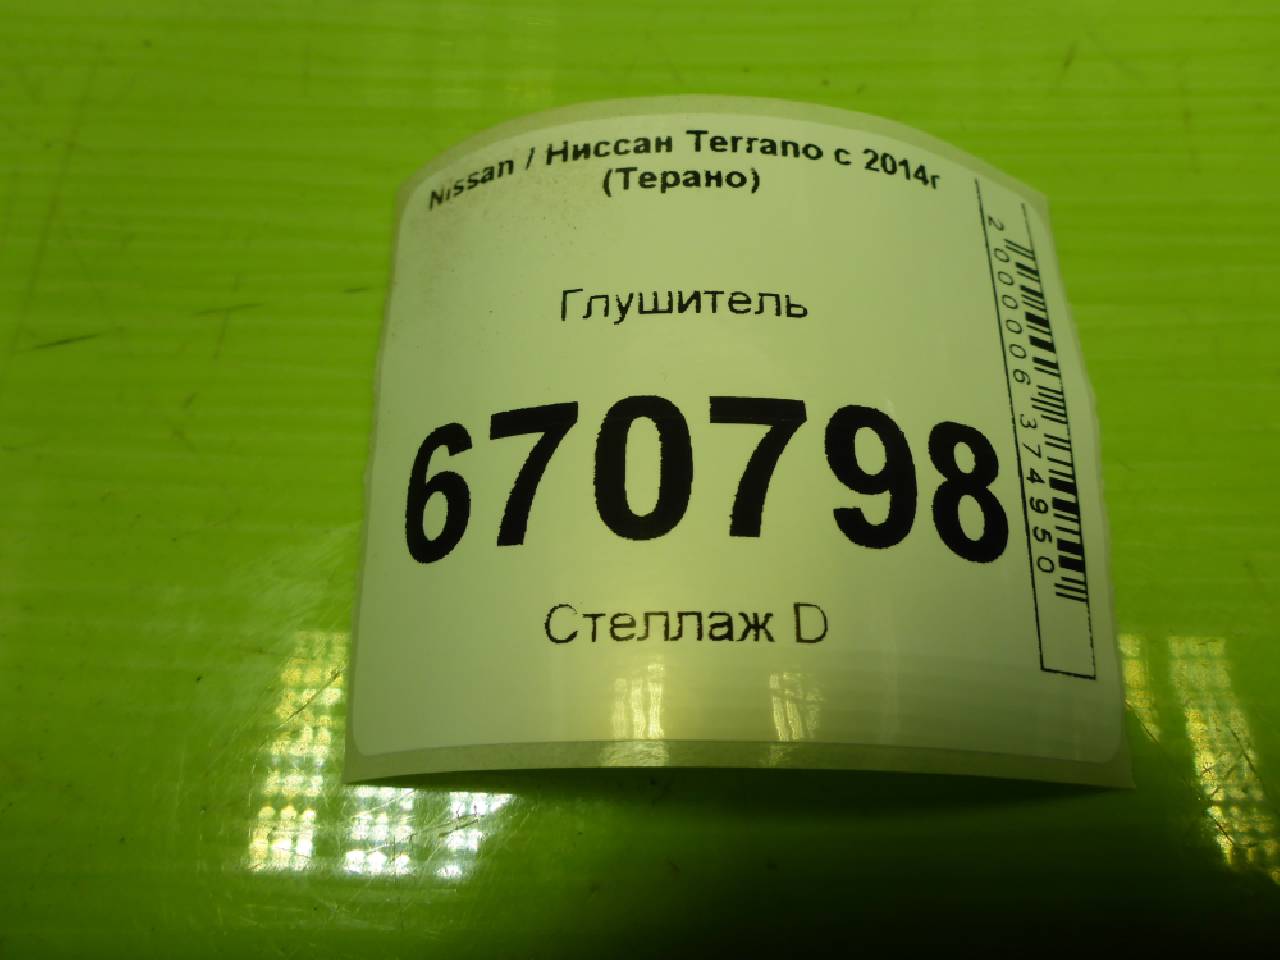 Nissan / Ниссан Terrano с 2014г
(Терано)
Глушитель
670798
Стеллаж D
2000006374950